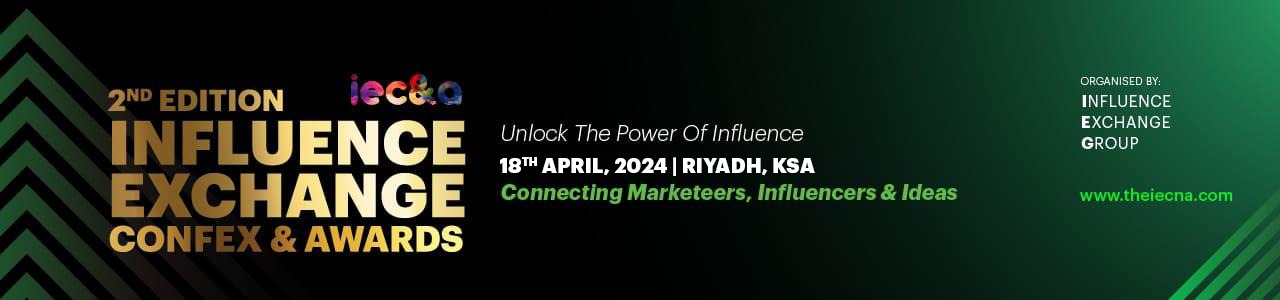 2ND EDITION
iec&a
INFLUENCE
EXCHANGE
CONFEX & AWARDS
Unlock The Power Of Influence
18TH APRIL, 2024 | RIYADH, KSA
Connecting Marketeers, Influencers & Ideas
ORGANISED BY:
INFLUENCE
EXCHANGE
GROUP
www.theiecna.com